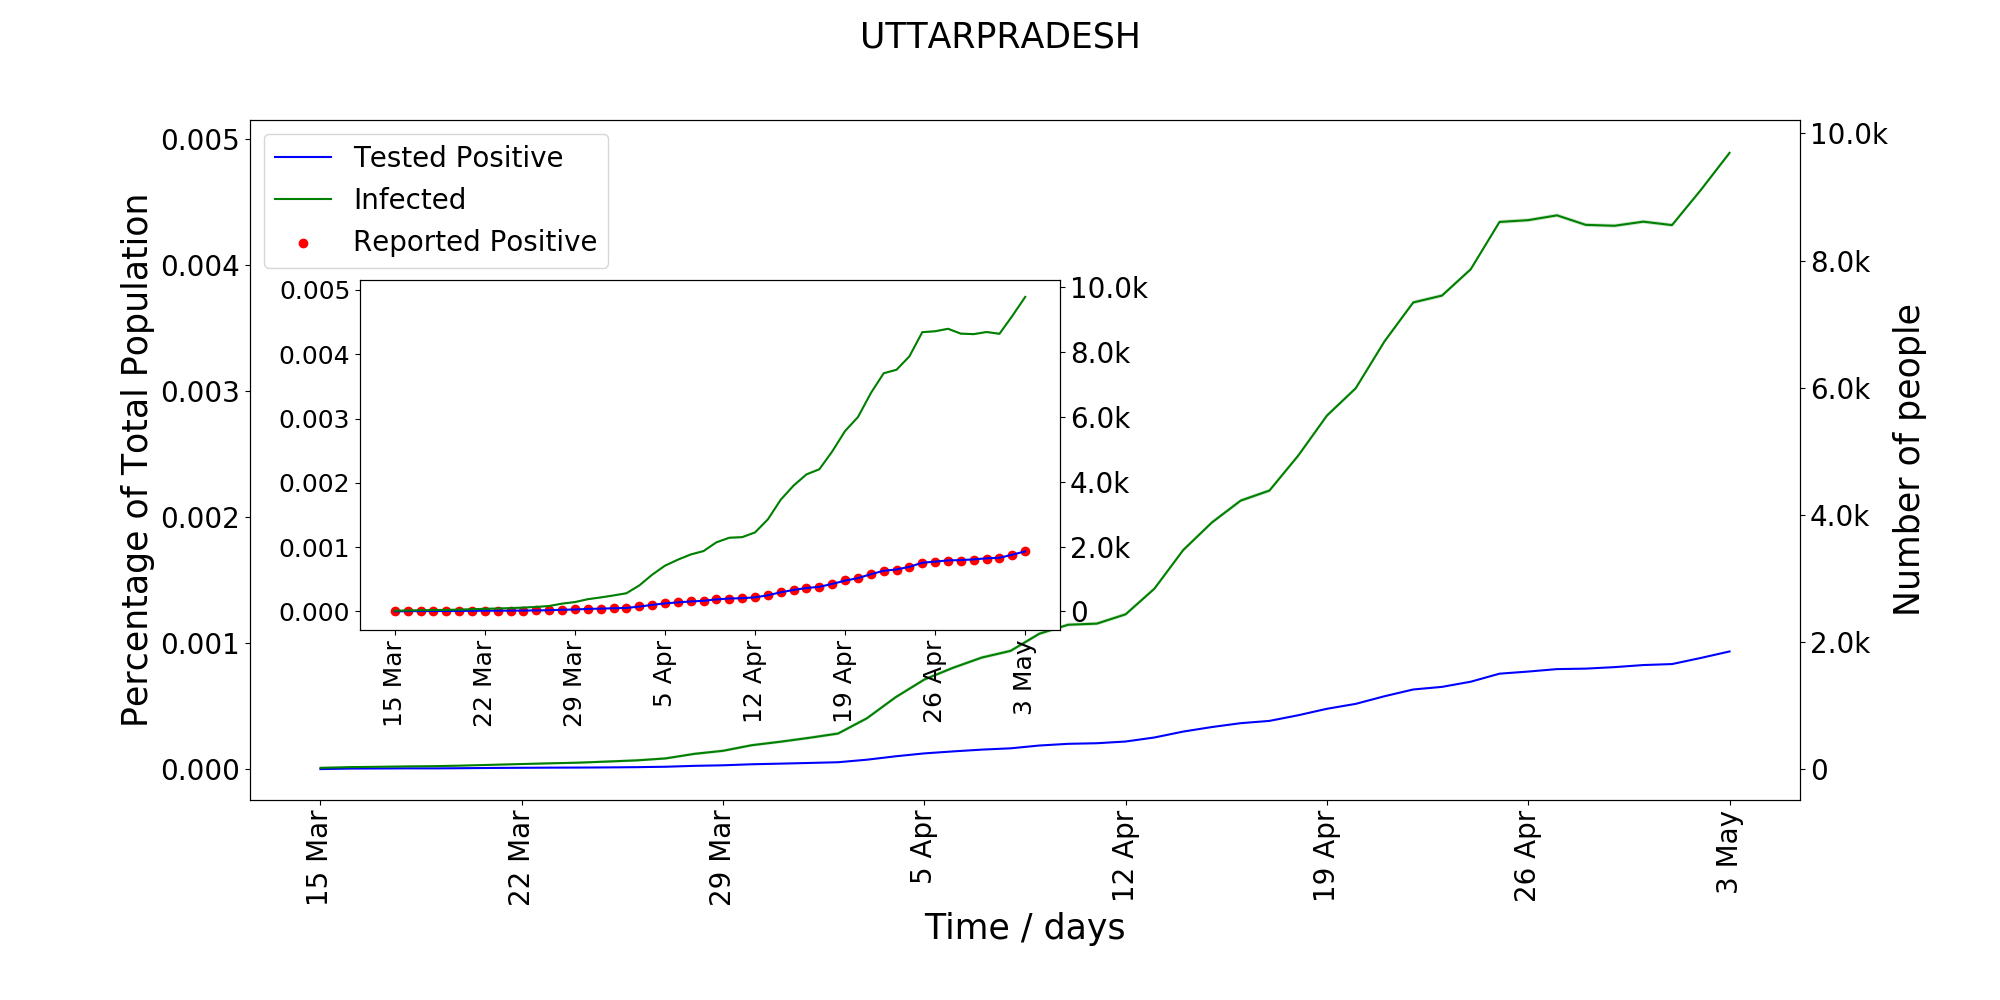 UTTARPRADESH
Tested Positive
Infected
Reported Positive
Percentage of Total Population
0.005
0.004
0.003
0.002
0.001
0.000
10.0k
8.0k
6.0k
4.0k
2.0k
0
Number of people
0.005
0.004
0.003
0.002
0.001
0.000
10.0k
8.0k
6.0k
4.0k
2.0k
0
15 Mar
22 Mar
29 Mar
5 Apr
12 Apr
19 Apr
26 Apr
3 May
15 Mar
22 Mar
29 Mar
5 Apr
12 Apr
19 Apr
26 Apr
3 May
Time / days